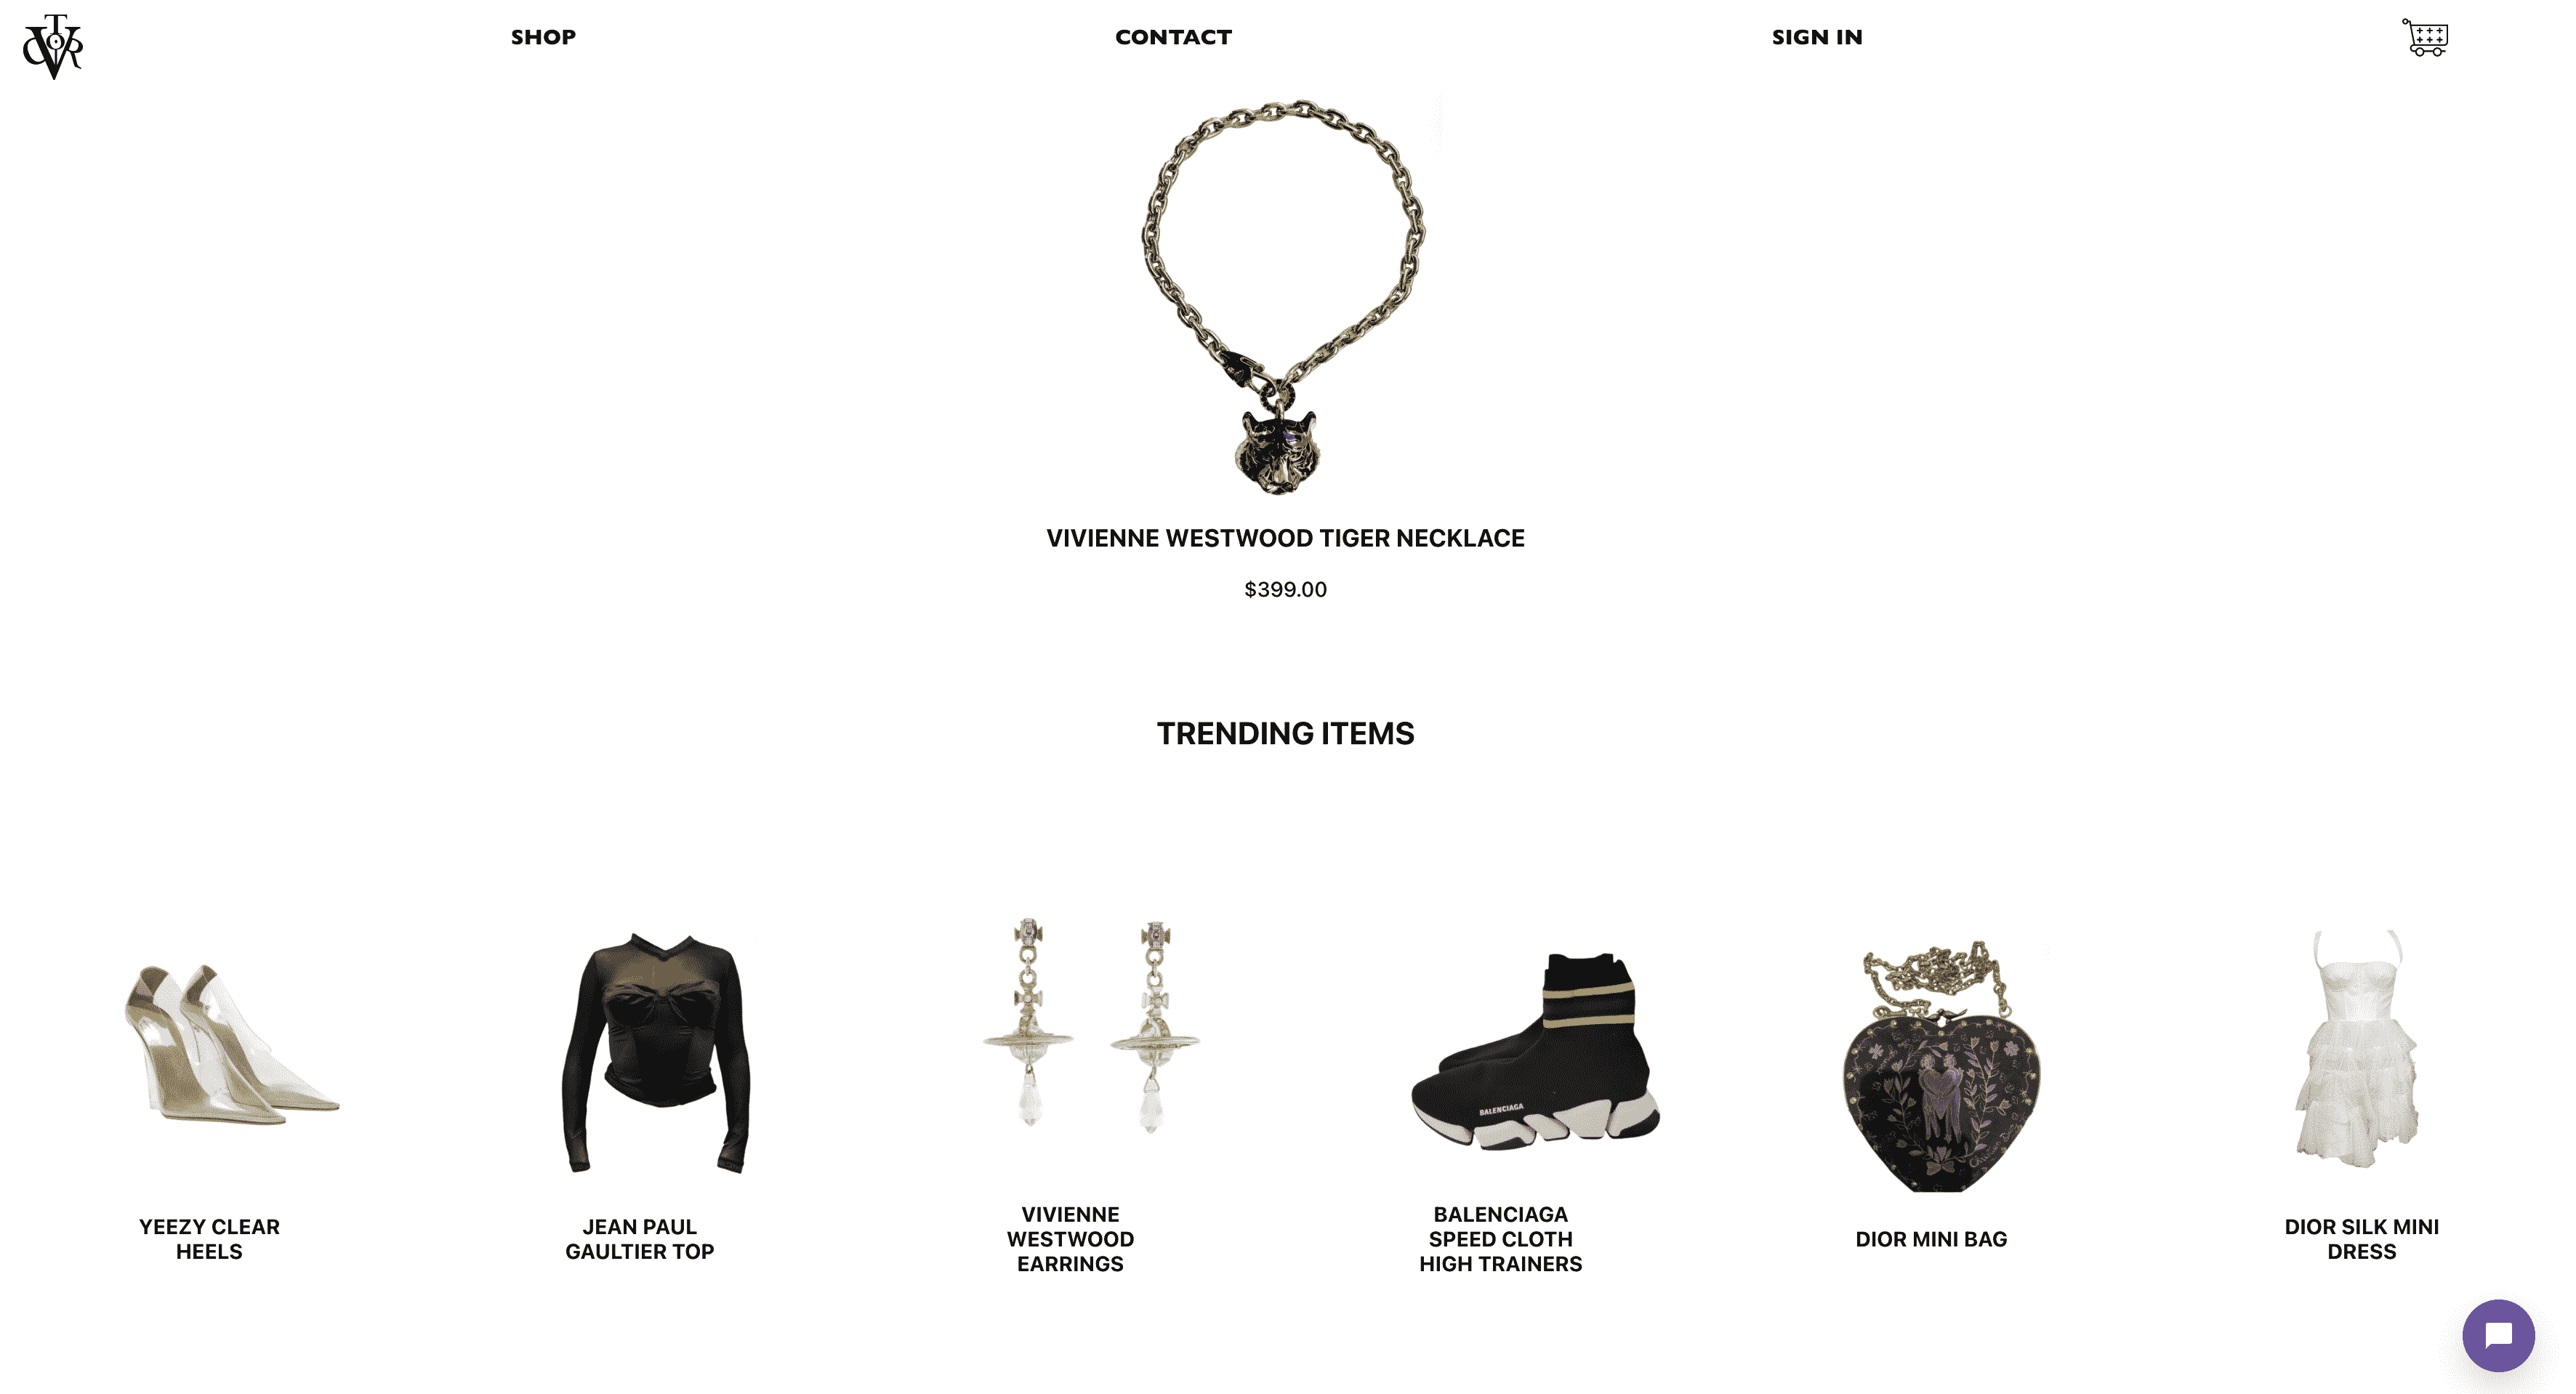 SHOP
CONTACT
SIGN IN
VIVIENNE WESTWOOD TIGER NECKLACE
$399.00
TRENDING ITEMS
BALENCIAGA
YEEZY CLEAR
HEELS
JEAN PAUL
GAULTIER TOP
VIVIENNE
WESTWOOD
EARRINGS
BALENCIAGA
SPEED CLOTH
HIGH TRAINERS
DIOR MINI BAG
DIOR SILK MINI
DRESS